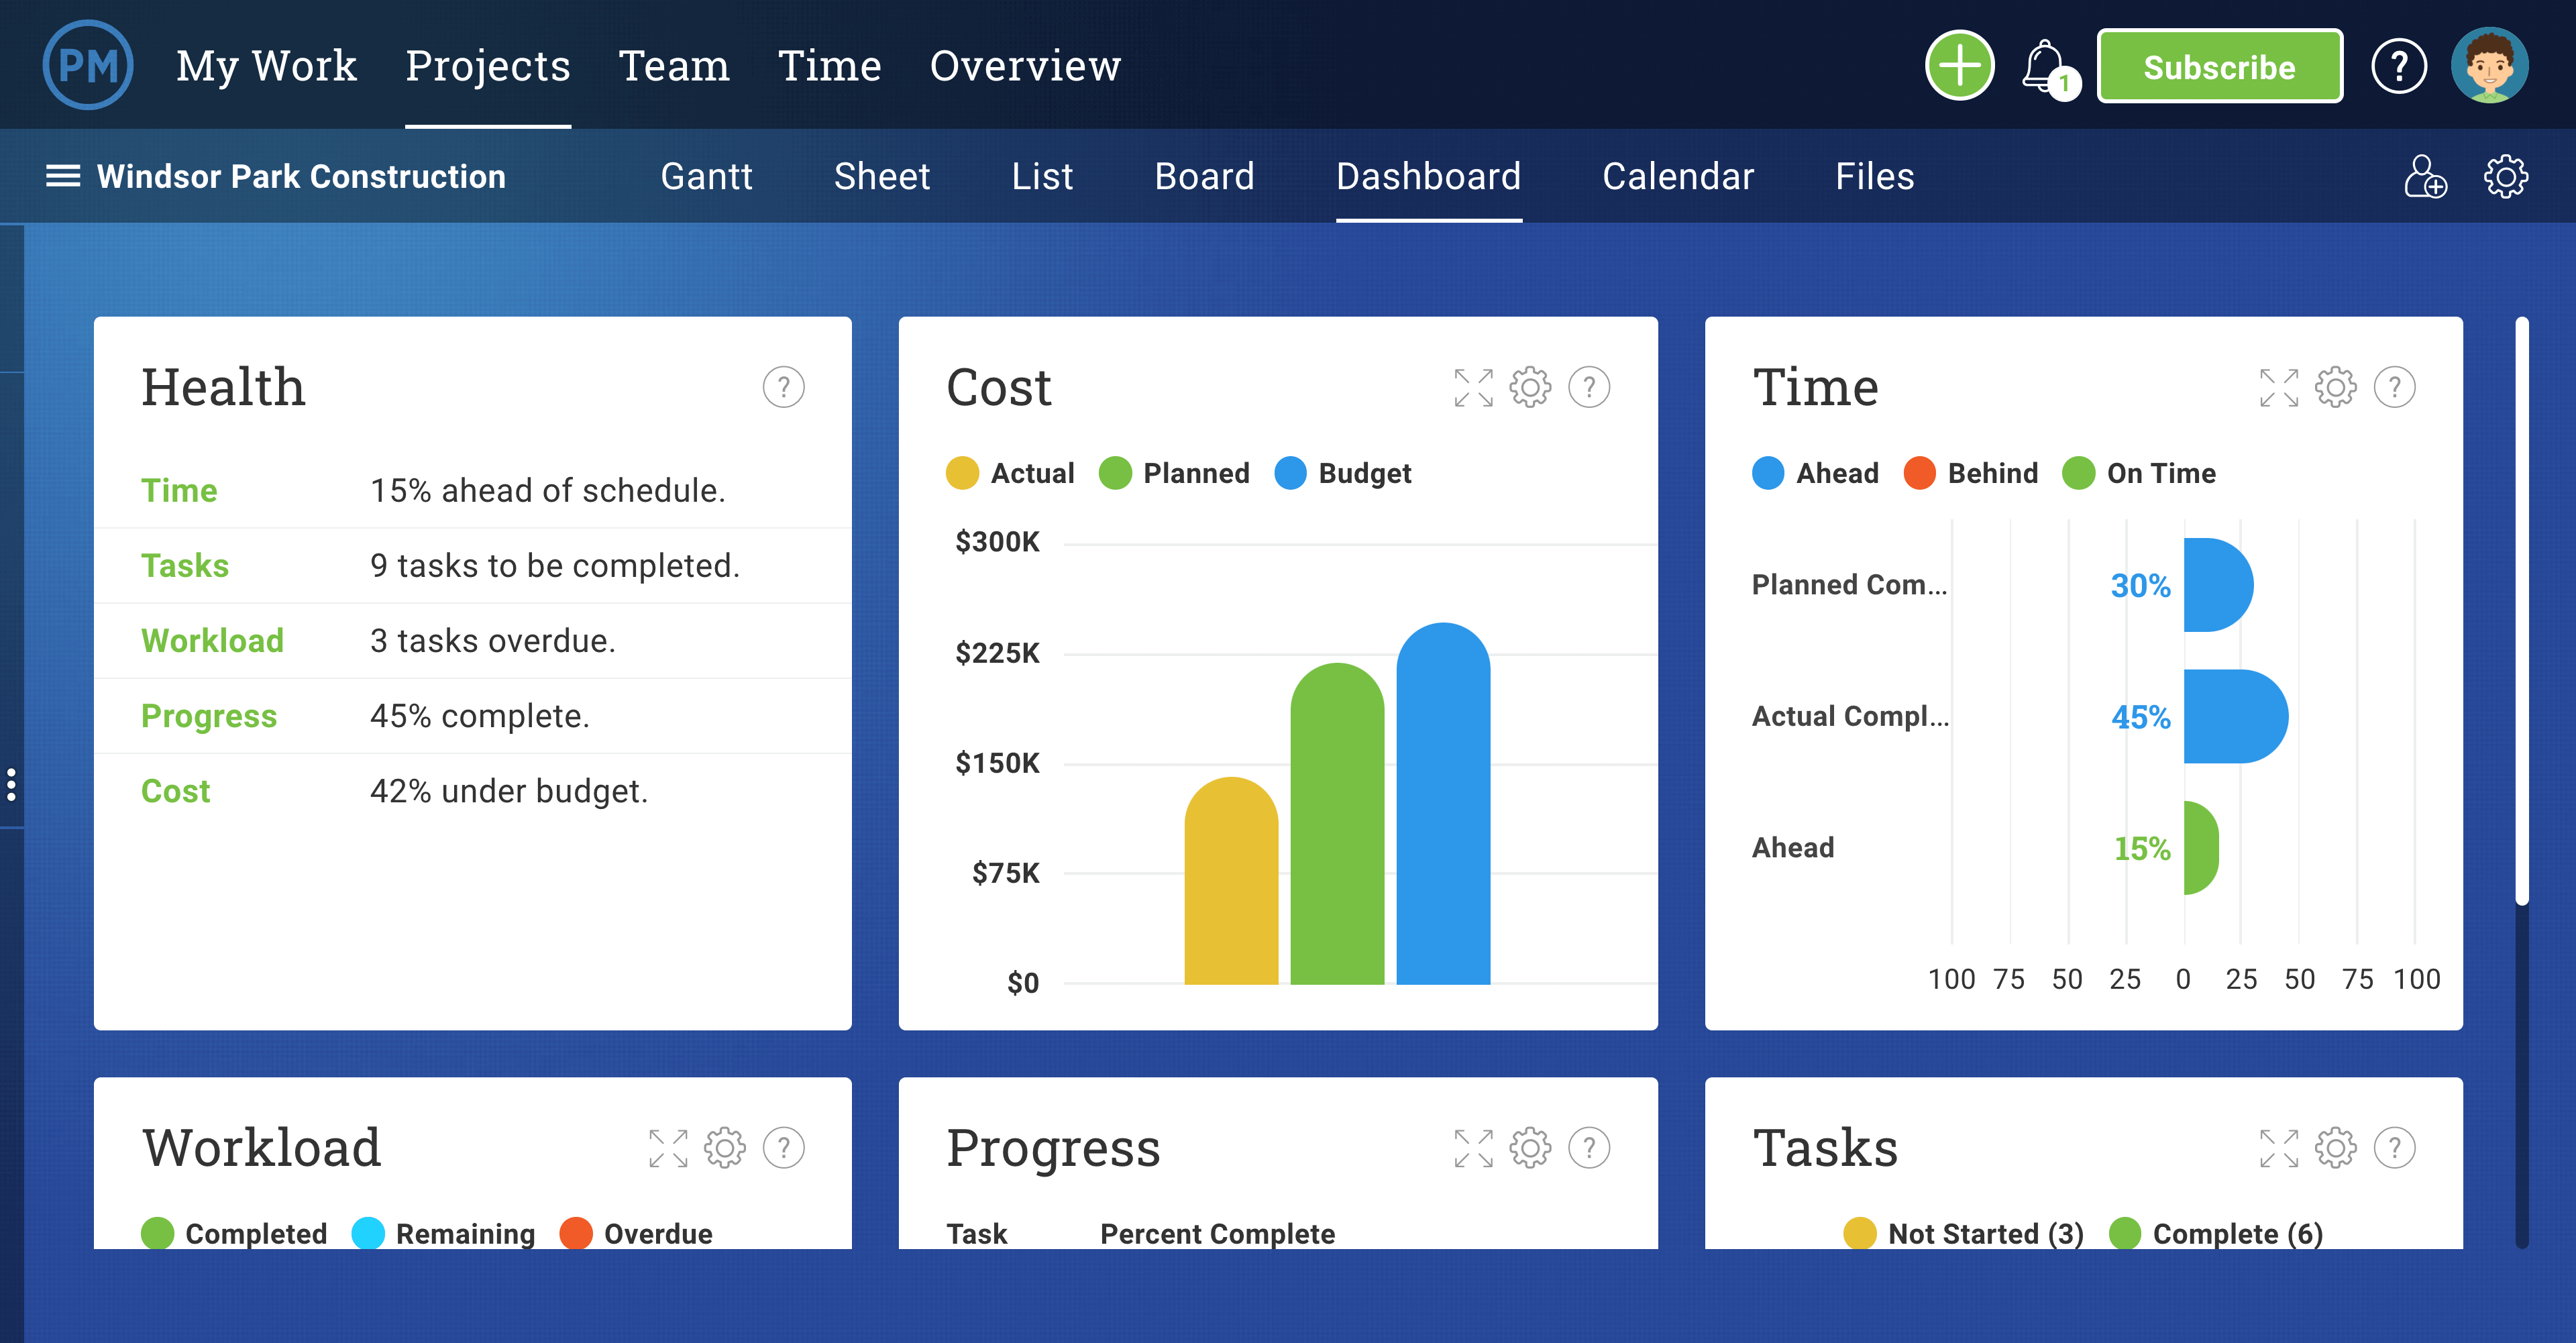 PM My Work Projects Team Time Overview 1 Subscribe ?
Windsor Park Construction Gantt Sheet List Board Dashboard Calendar Files
Health ?
Time 15% ahead of schedule.
Tasks 9 tasks to be completed.
Workload 3 tasks overdue.
Progress 45% complete.
Cost 42% under budget.
Cost ?
Actual Planned Budget
$300K
$225K
$150K
$75K
$0
Time ?
Ahead Behind On Time
Planned Com... 30%
Actual Compl... 45%
Ahead 15%
100 75 50 25 0 25 50 75 100
Workload ?
Completed Remaining Overdue
Progress ?
Task Percent Complete
Tasks ?
Not Started (3) Complete (6)